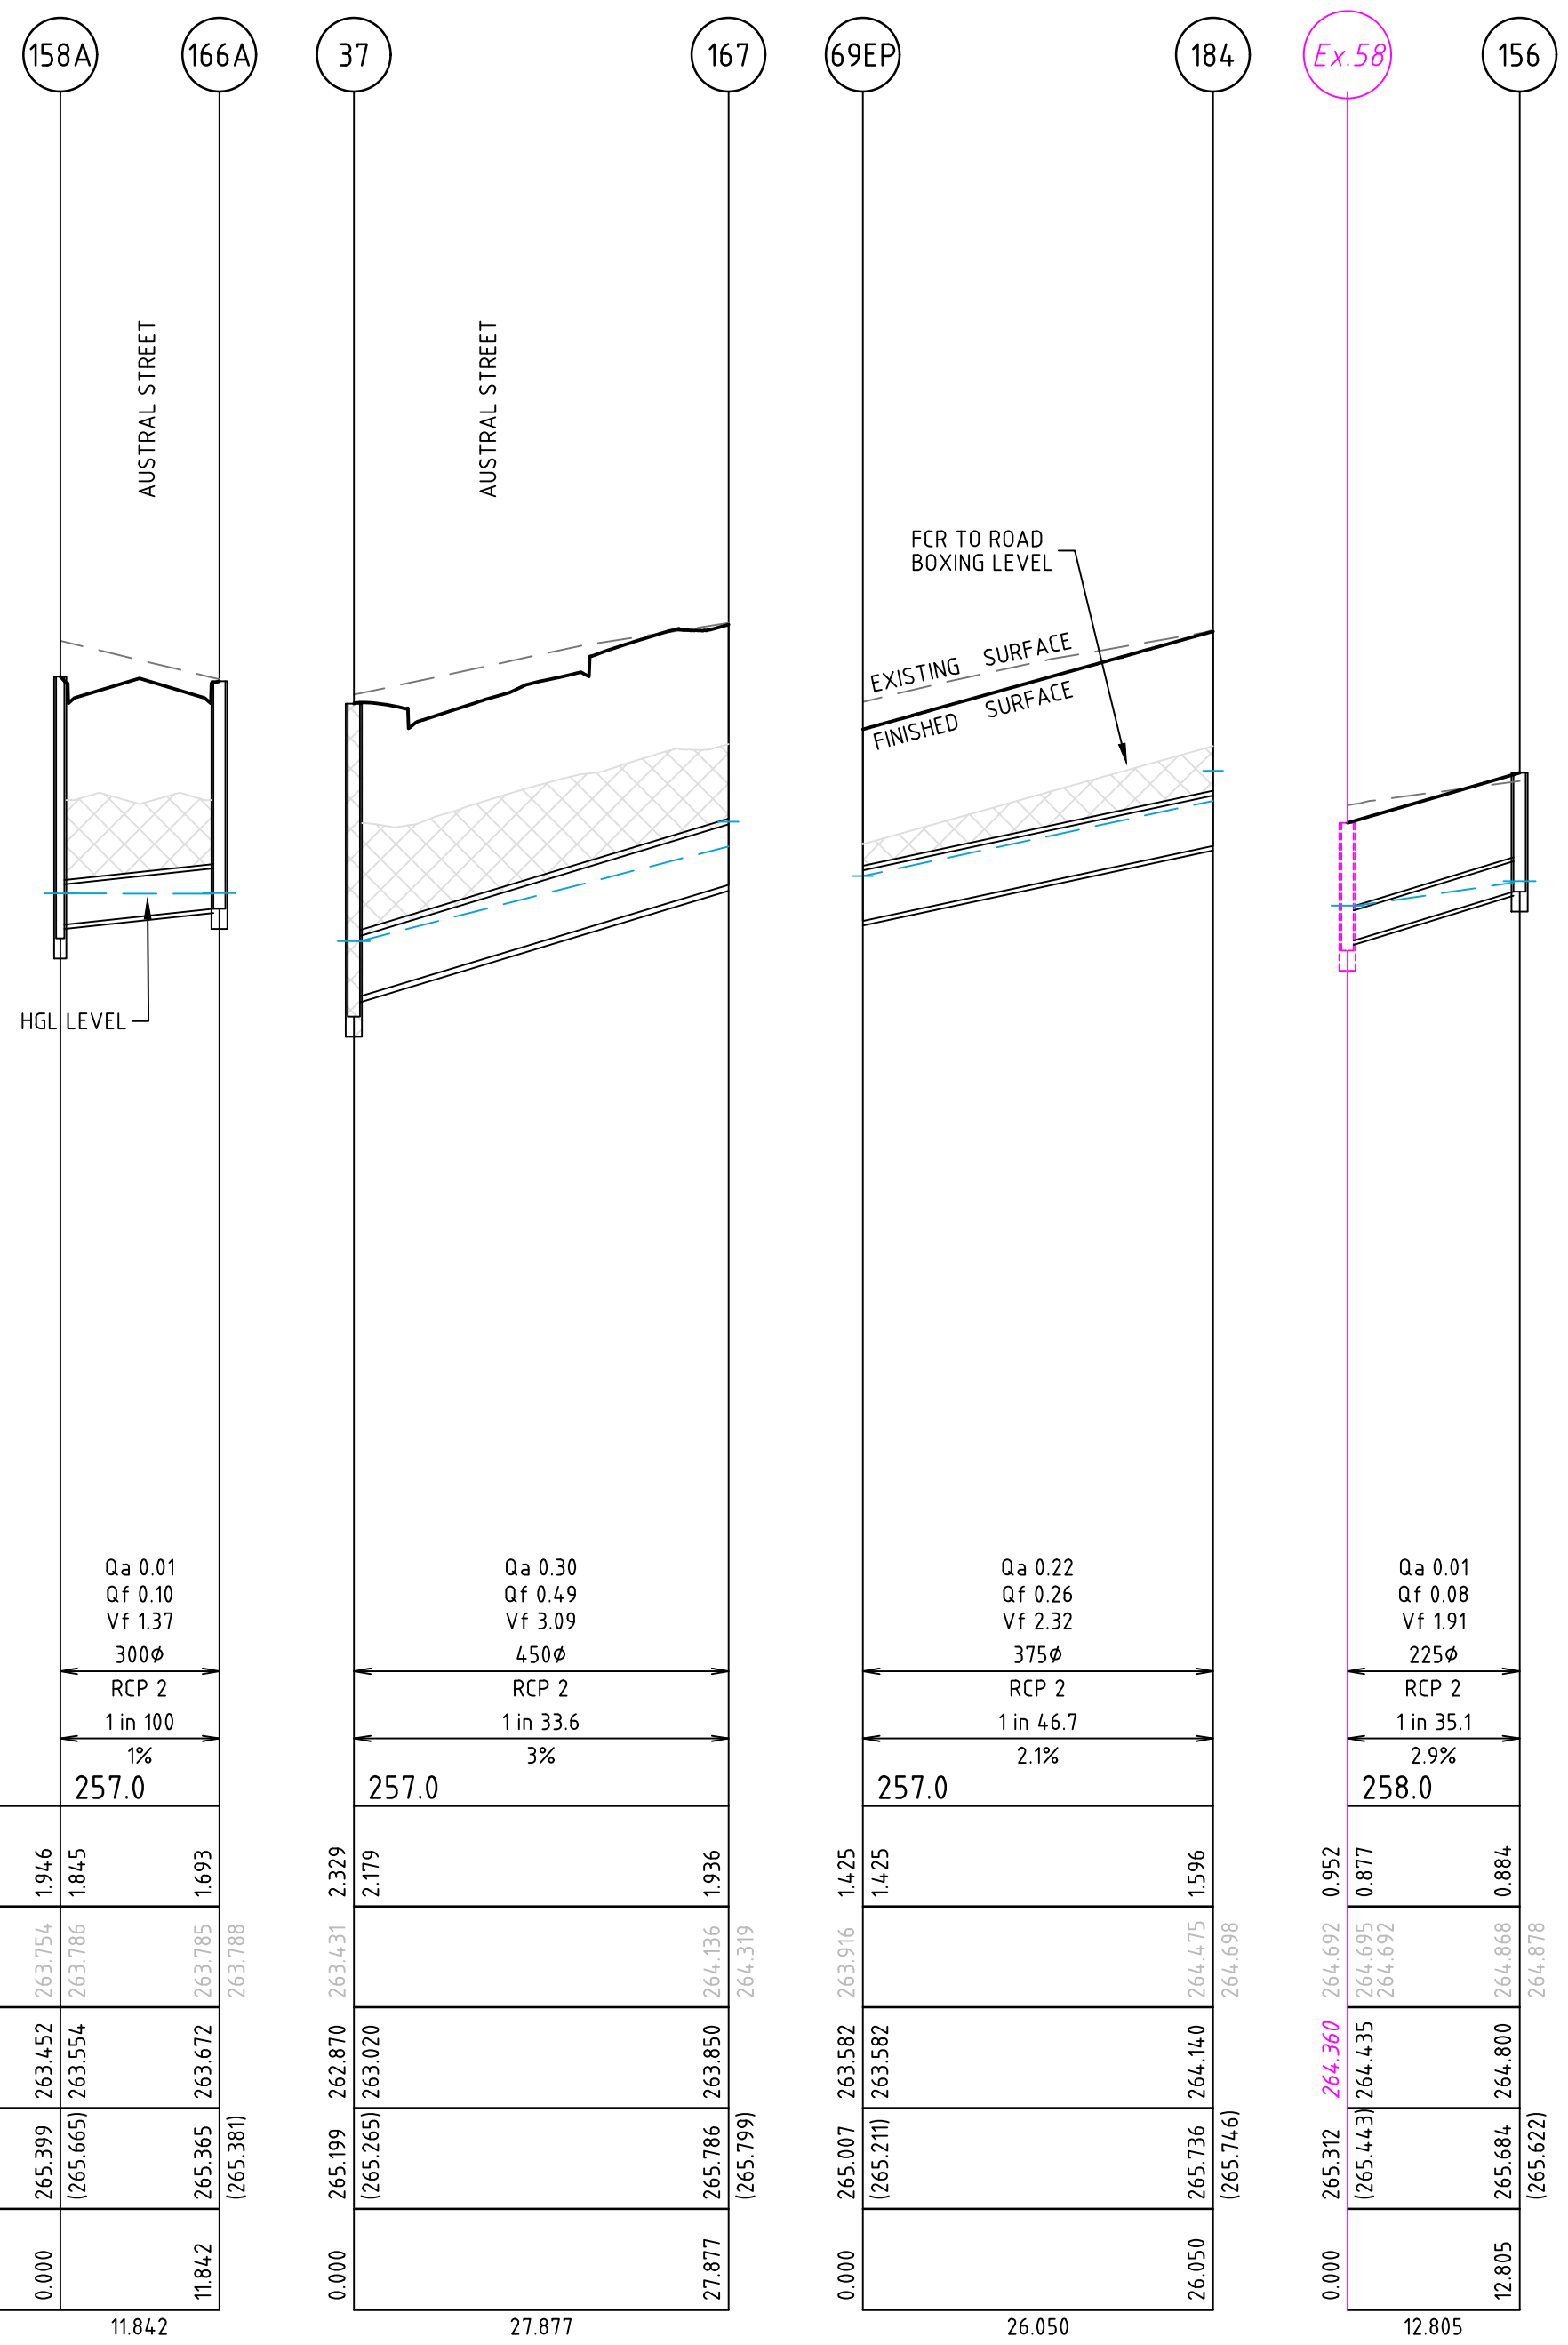 158A
166A
37
167
69EP
184
Ex.58
156
AUSTRAL STREET
AUSTRAL STREET
FCR TO ROAD
BOXING LEVEL
EXISTING SURFACE
FINISHED SURFACE
HGL LEVEL
Qa 0.01
Qf 0.10
Vf 1.37
300Ø
RCP 2
1 in 100
1%
257.0
Qa 0.30
Qf 0.49
Vf 3.09
450Ø
RCP 2
1 in 33.6
3%
257.0
Qa 0.22
Qf 0.26
Vf 2.32
375Ø
RCP 2
1 in 46.7
2.1%
257.0
Qa 0.01
Qf 0.08
Vf 1.91
225Ø
RCP 2
1 in 35.1
2.9%
258.0
1.946
1.845
1.693
2.329
2.179
1.936
1.425
1.425
1.596
0.952
0.877
0.884
263.754
263.786
263.785
263.788
263.431
264.136
264.319
263.916
264.475
264.698
264.692
264.695
264.692
264.868
264.878
263.452
263.554
263.672
262.870
263.020
263.850
263.582
263.582
264.140
264.360
264.435
264.800
265.399
(265.665)
265.365
(265.381)
265.199
(265.265)
265.786
(265.799)
265.007
(265.211)
265.736
(265.746)
265.312
(265.443)
265.684
(265.622)
0.000
11.842
0.000
27.877
0.000
26.050
0.000
12.805
11.842
27.877
26.050
12.805